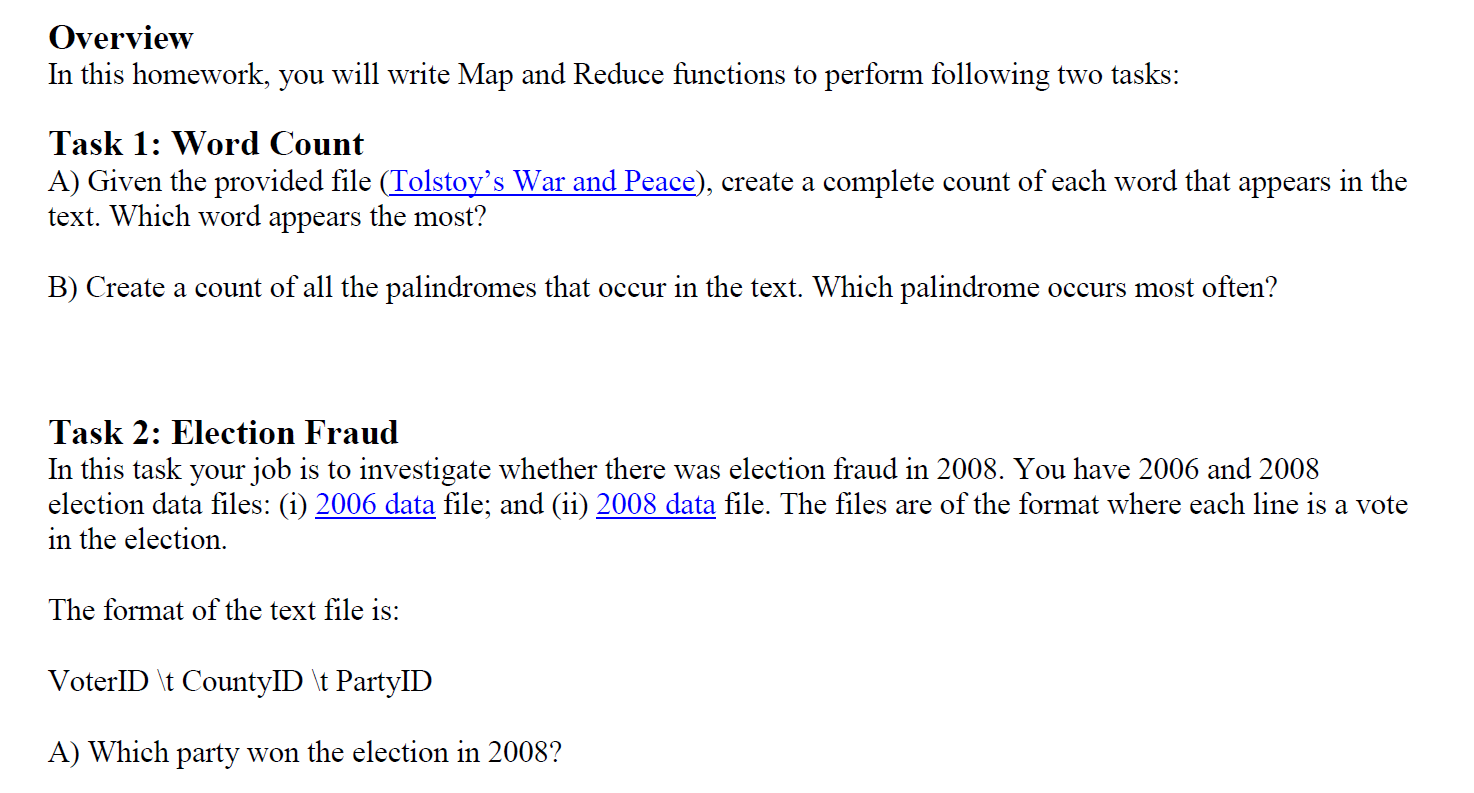 Overview
In this homework, you will write Map and Reduce functions to perform following two tasks:
Task 1: Word Count
A) Given the provided file (Tolstoy’s War and Peace), create a complete count of each word that appears in the
text. Which word appears the most?
B) Create a count of all the palindromes that occur in the text. Which palindrome occurs most often?
Task 2: Election Fraud
In this task your job is to investigate whether there was election fraud in 2008. You have 2006 and 2008
election data files: (i) 2006 data file; and (ii) 2008 data file. The files are of the format where each line is a vote
in the election.
The format of the text file is:
VoterID \t CountyID \t PartyID
A) Which party won the election in 2008?